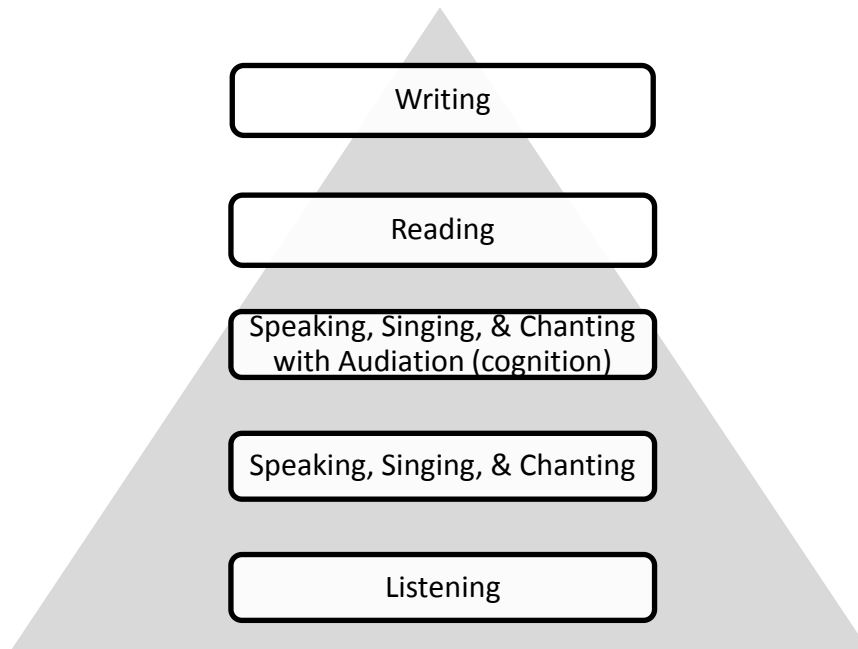 Writing
Reading
Speaking, Singing, & Chanting
with Audiation (cognition)
Speaking, Singing, & Chanting
Listening